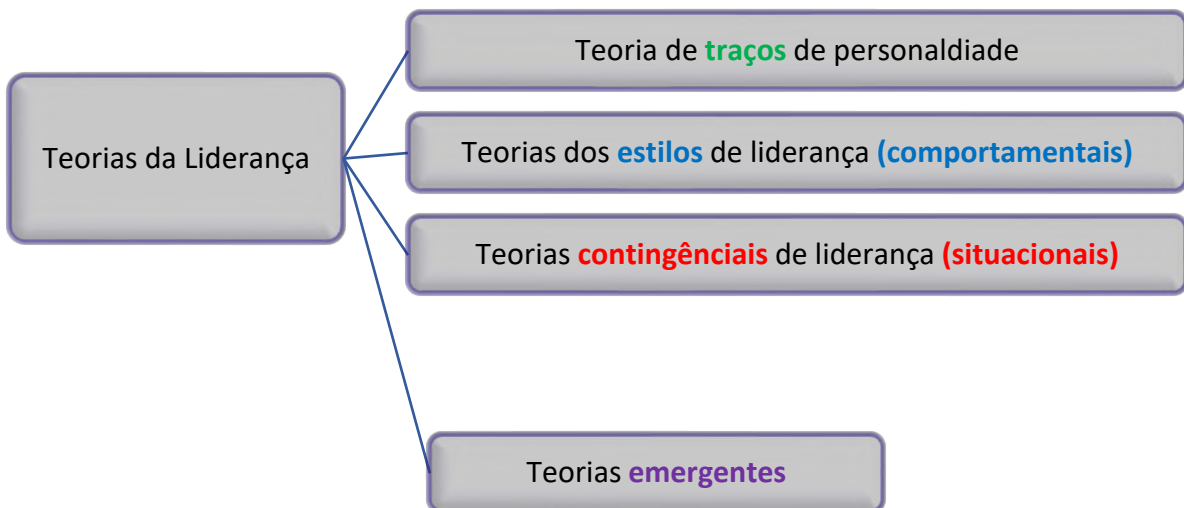 Teoria de traços de personaldiade
Teorias da Liderança
Teorias dos estilos de liderança (comportamentais)
Teorias contingênciais de liderança (situacionais)
Teorias emergentes